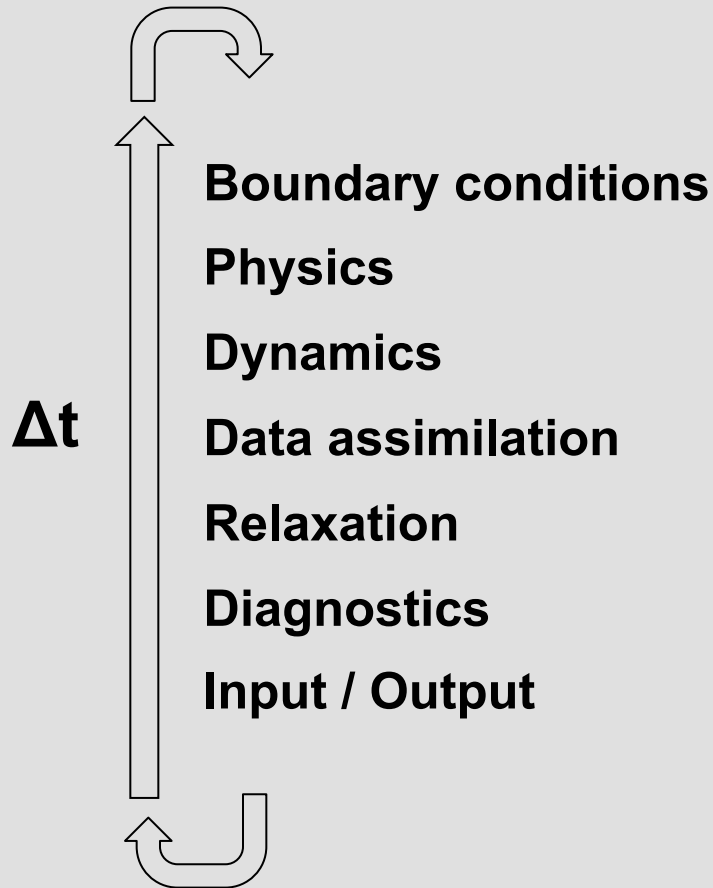 Boundary conditions
Physics
Dynamics
Δt
Data assimilation
Relaxation
Diagnostics
Input / Output